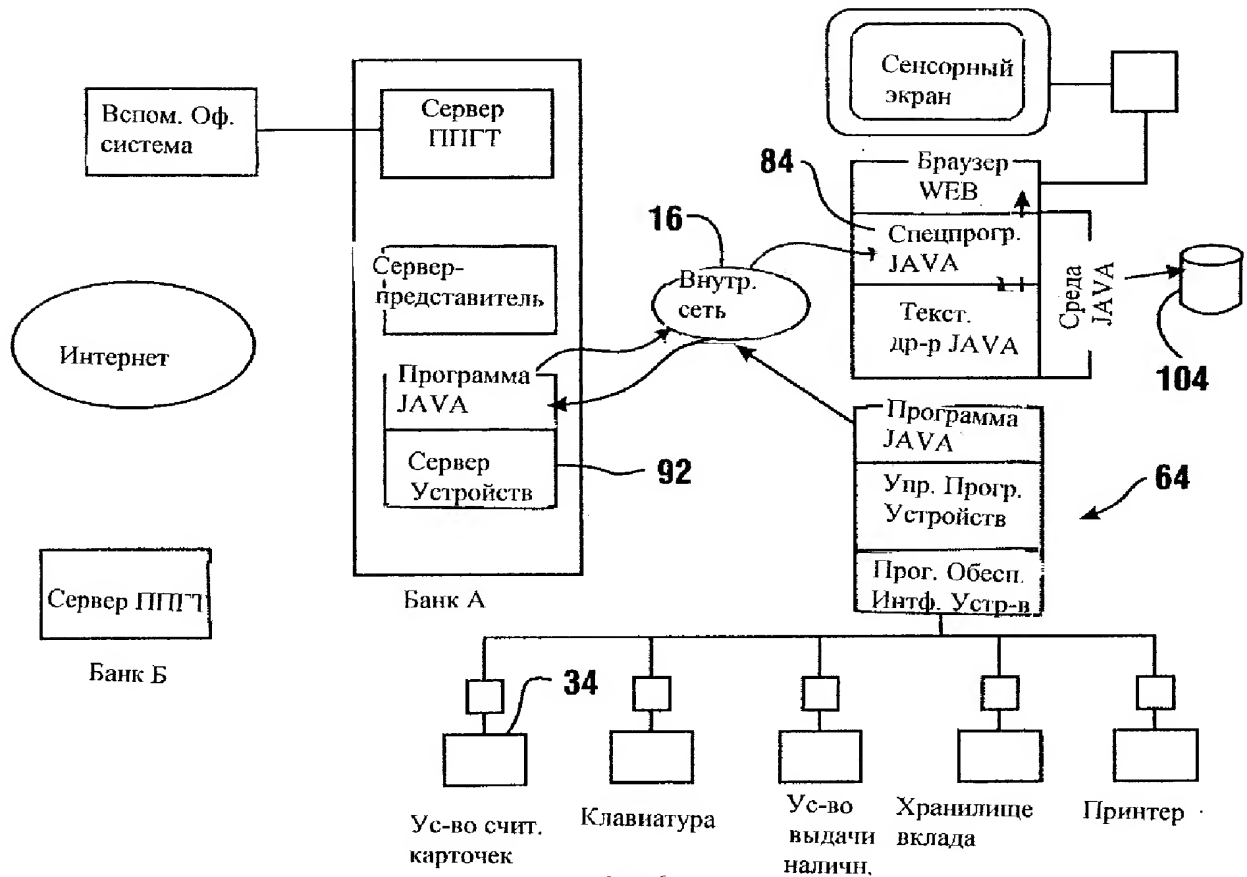 Вспом. Оф.
система
Интернет
Сервер ППГТ
Банк Б
Сервер
ППГТ
Сервер-
представитель
Программа
JAVA
Сервер
Устройств
92
Банк А
16
Внутр.
сеть
Сенсорный
экран
84
Браузер
WEB
Спецпрогр.
JAVA
Текст.
др-р JAVA
Среда
JAVA
104
Программа
JAVA
Упр. Прогр.
Устройств
64
Прог. Обесп.
Интф. Устр-в
34
Ус-во счит.
карточек
Клавиатура
Ус-во
выдачи
наличн.
Хранилище
вклада
Принтер